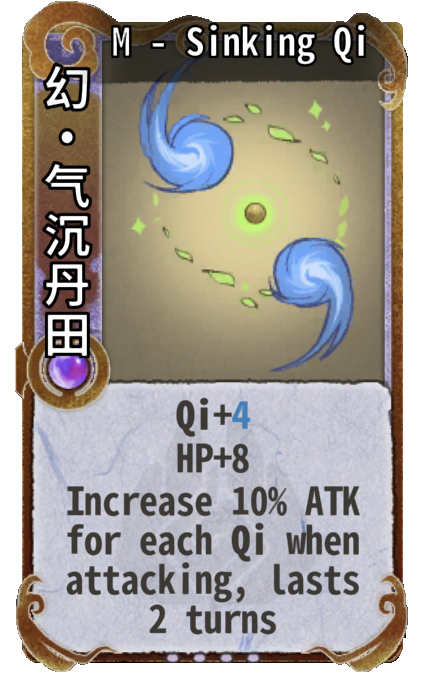 M - Sinking Qi
幻·气沉丹田
Qi+4
HP+8
Increase 10% ATK
for each Qi when
attacking, lasts
2 turns